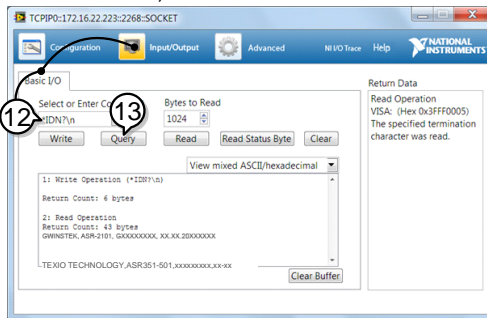 TCPIP0::172.16.22.223::2268::SOCKET
Configuration
Input/Output
Advanced
NI I/O Trace
Help
NATIONAL
INSTRUMENTS
Basic I/O
Return Data
Select or Enter Co
Bytes to Read
12
*IDN?\n
13
1024
Write
Query
Read
Read Status Byte
Clear
View mixed ASCII/hexadecimal
1: Write Operation (*IDN?\n)
Return Count: 6 bytes
2: Read Operation
Return Count: 43 bytes
GWINSTEK, ASR-2101, GXXXXXXXX, XX.XX.20XXXXXX
TEXIO TECHNOLOGY,ASR351-501,xxxxxxxxx,xx-xx
Clear Buffer
Read Operation
VISA: (Hex 0x3FFF0005)
The specified termination
character was read.